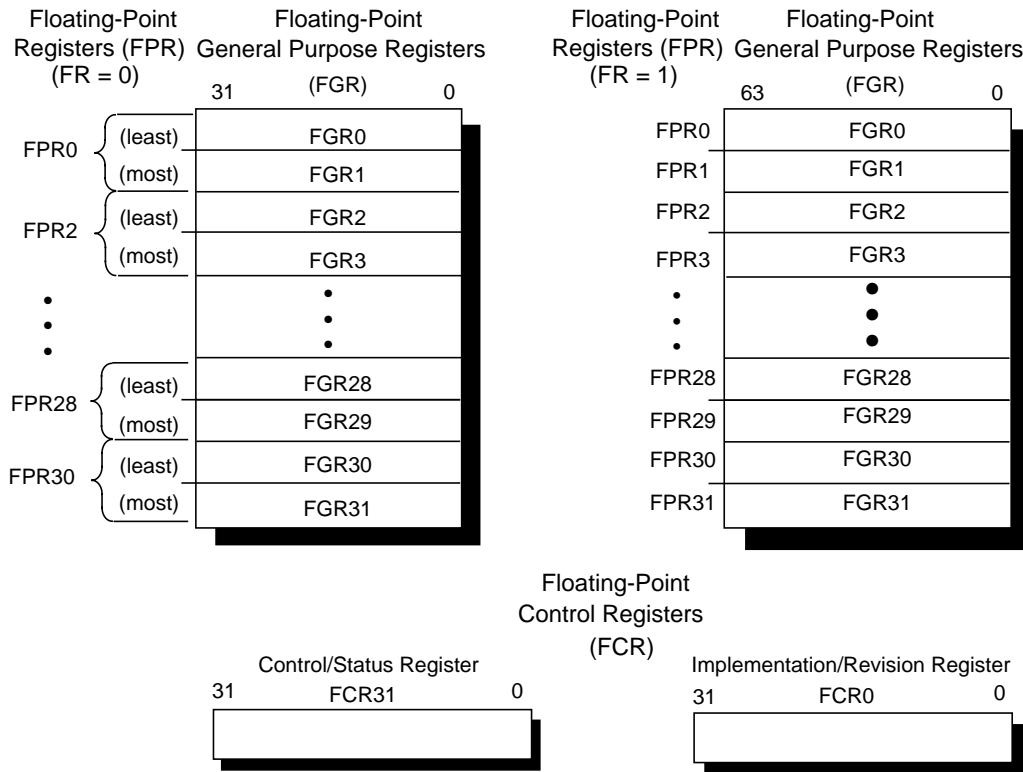 Floating-Point
Registers (FPR)
(FR = 0)
Floating-Point
General Purpose Registers
(FGR)
31
0
FPR0
(least)
FGR0
(most)
FGR1
FPR2
(least)
FGR2
(most)
FGR3
FPR28
(least)
FGR28
(most)
FGR29
FPR30
(least)
FGR30
(most)
FGR31
Floating-Point
Registers (FPR)
(FR = 1)
Floating-Point
General Purpose Registers
(FGR)
63
0
FPR0
FGR0
FPR1
FGR1
FPR2
FGR2
FPR3
FGR3
FPR28
FGR28
FPR29
FGR29
FPR30
FGR30
FPR31
FGR31
Floating-Point
Control Registers
(FCR)
Control/Status Register
31
FCR31
0
Implementation/Revision Register
31
FCR0
0